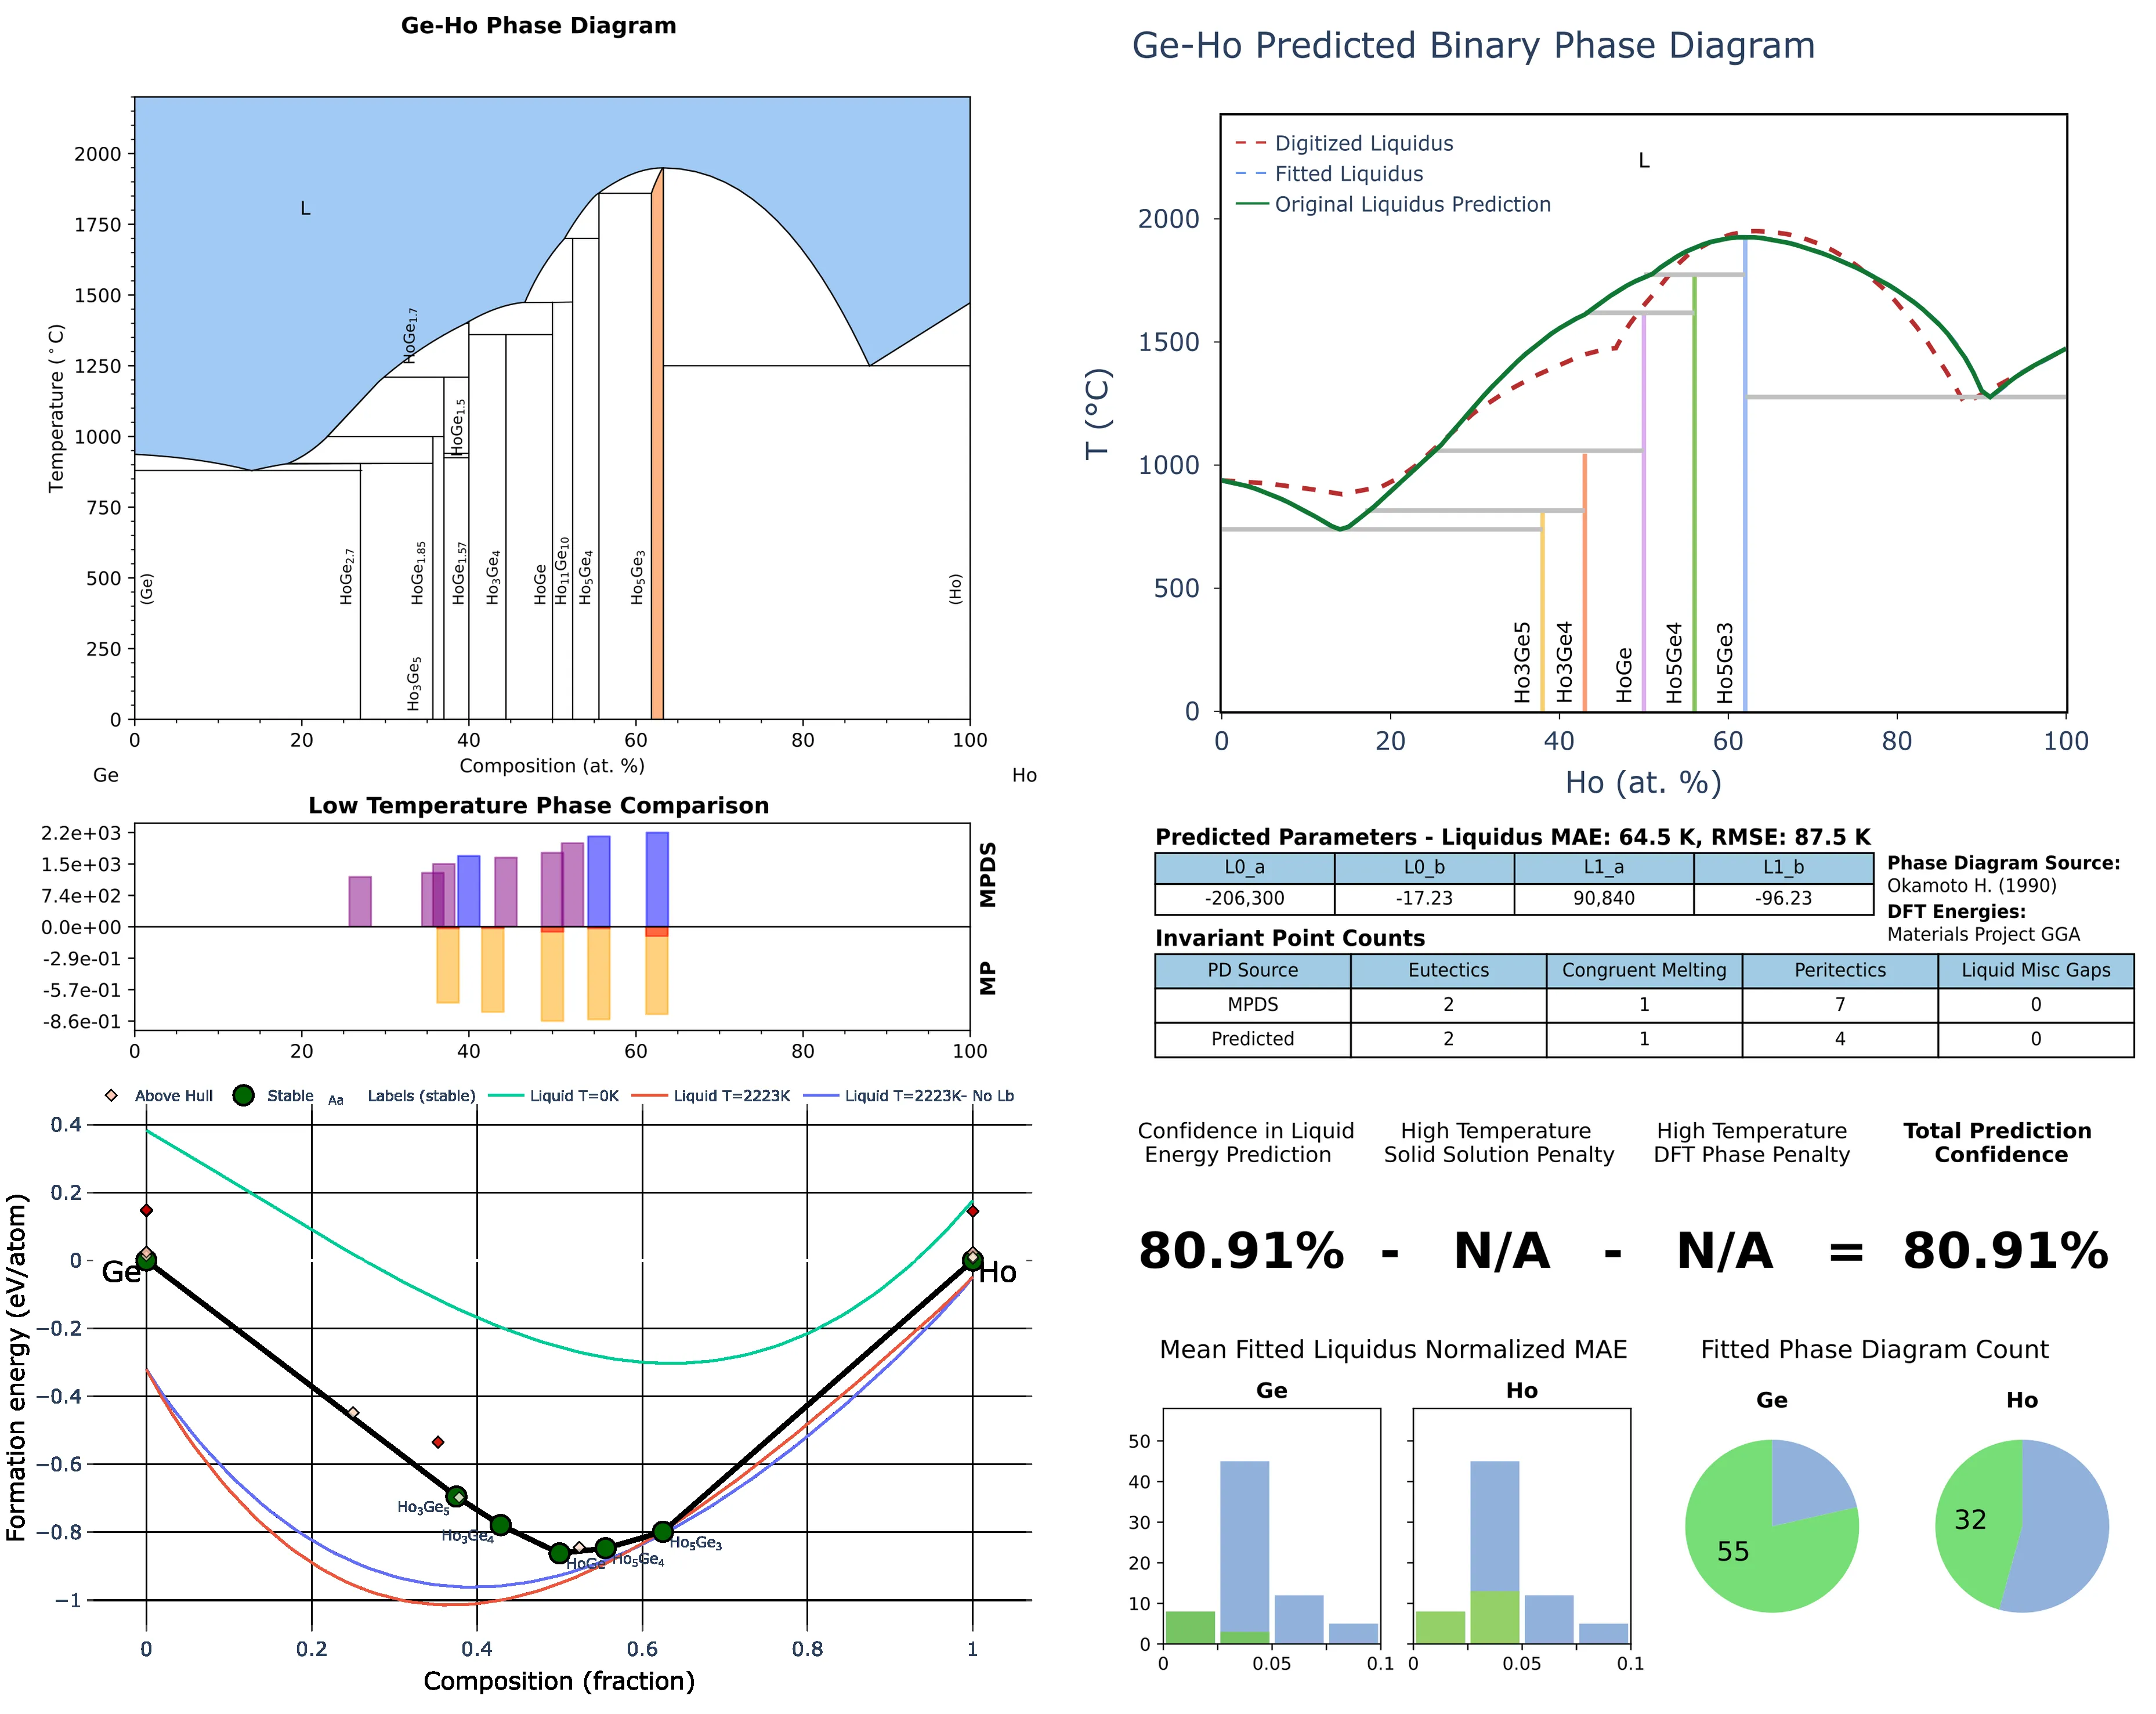 Ge-Ho Phase Diagram
Temperature (°C)
2000
1750
1500
1250
1000
750
500
250
0
L
HoGe1.7
HoGe1.5
(Ge)
HoGe2.7
Ho3Ge5
HoGe1.85
HoGe1.57
Ho3Ge4
HoGe
Ho11Ge10
Ho5Ge4
Ho5Ge3
(Ho)
0 20 40 60 80 100
Composition (at. %)
Ge Ho
Low Temperature Phase Comparison
2.2e+03
1.5e+03
7.4e+02
0.0e+00
-2.9e-01
-5.7e-01
-8.6e-01
MPDS
MP
0 20 40 60 80 100
Above Hull Stable Aa Labels (stable) Liquid T=0K Liquid T=2223K Liquid T=2223K- No Lb
Formation energy (eV/atom)
0.4
0.2
0
−0.2
−0.4
−0.6
−0.8
−1
Ge
Ho
Ho3Ge5
Ho3Ge4
HoGe
Ho5Ge4
Ho5Ge3
0 0.2 0.4 0.6 0.8 1
Composition (fraction)
Ge-Ho Predicted Binary Phase Diagram
Digitized Liquidus
Fitted Liquidus
Original Liquidus Prediction
L
T (°C)
2000
1500
1000
500
0
Ho3Ge5
Ho3Ge4
HoGe
Ho5Ge4
Ho5Ge3
0 20 40 60 80 100
Ho (at. %)
Predicted Parameters - Liquidus MAE: 64.5 K, RMSE: 87.5 K
L0_a L0_b L1_a L1_b
-206,300 -17.23 90,840 -96.23
Phase Diagram Source:
Okamoto H. (1990)
DFT Energies:
Materials Project GGA
Invariant Point Counts
PD Source Eutectics Congruent Melting Peritectics Liquid Misc Gaps
MPDS 2 1 7 0
Predicted 2 1 4 0
Confidence in Liquid Energy Prediction
High Temperature Solid Solution Penalty
High Temperature DFT Phase Penalty
Total Prediction Confidence
80.91% - N/A - N/A = 80.91%
Mean Fitted Liquidus Normalized MAE
Ge Ho
50
40
30
20
10
0
0 0.05 0.1
0 0.05 0.1
Fitted Phase Diagram Count
Ge Ho
55
32